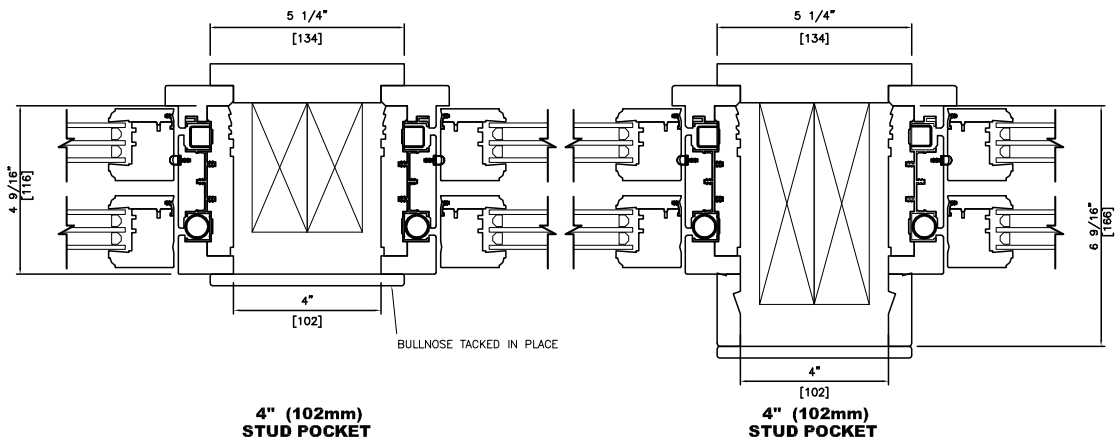 5 1/4"
[134]
5 1/4"
[134]
4 9/16"
[116]
6 9/16"
[166]
4"
[102]
BULLNOSE TACKED IN PLACE
4"
[102]
4" (102mm)
STUD POCKET
4" (102mm)
STUD POCKET